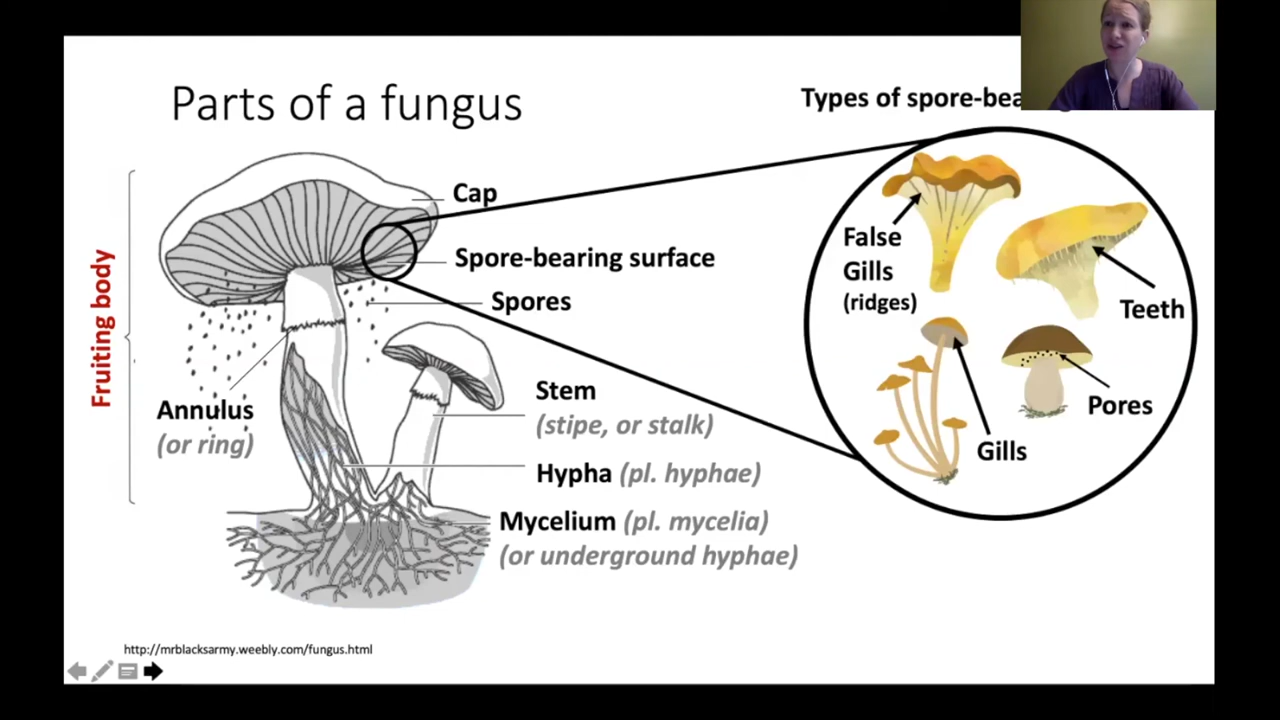 Parts of a fungus
Types of spore-bea
Cap
Spore-bearing surface
Spores
Fruiting body
Annulus
(or ring)
Stem
(stipe, or stalk)
Hypha (pl. hyphae)
Mycelium (pl. mycelia)
(or underground hyphae)
False
Gills
(ridges)
Teeth
Pores
Gills
http://mrblacksarmy.weebly.com/fungus.html